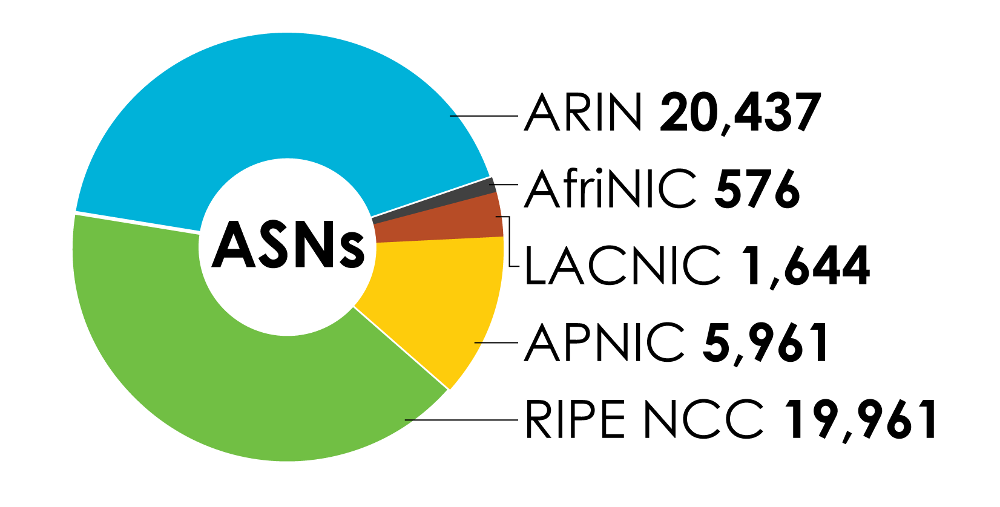 ASNs
ARIN 20,437
AfriNIC 576
LACNIC 1,644
APNIC 5,961
RIPE NCC 19,961